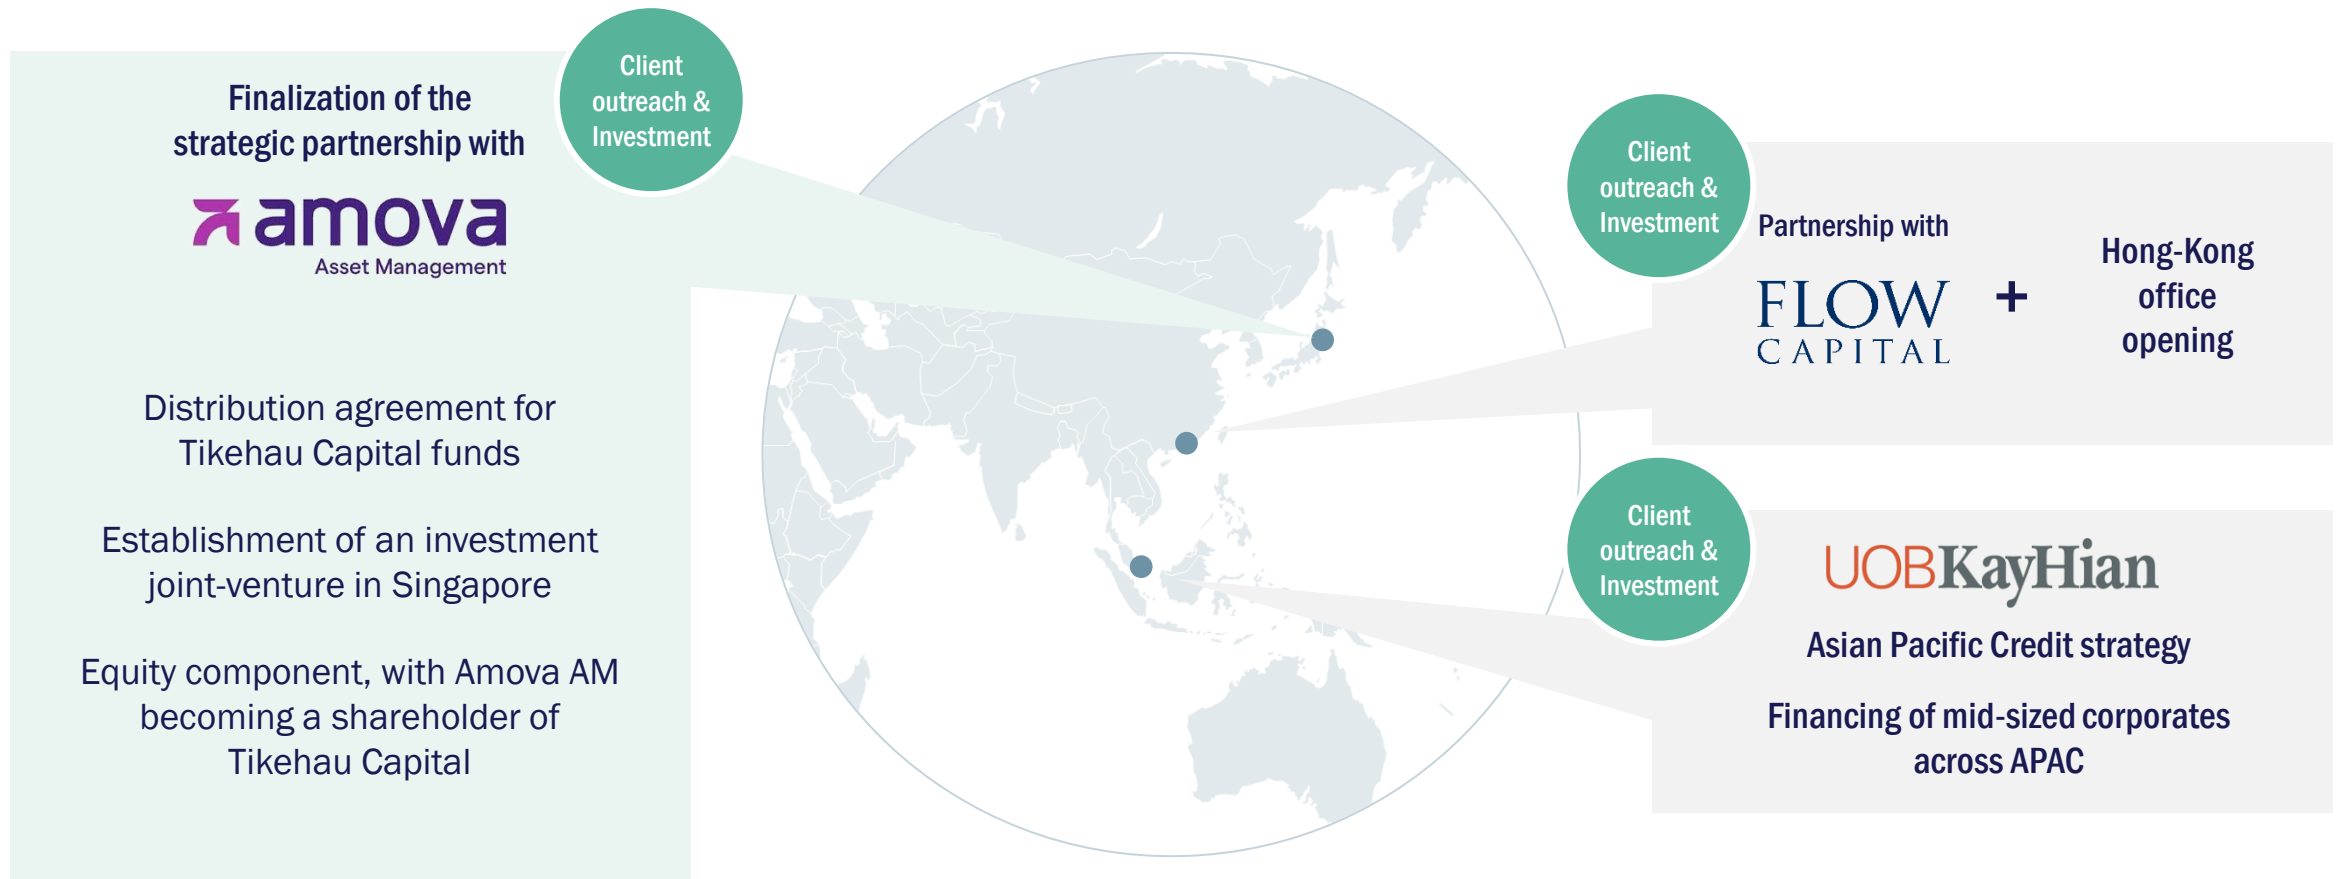 Client
outreach &
Investment
Finalization of the
strategic partnership with
amova
Asset Management
Distribution agreement for
Tikehau Capital funds
Establishment of an investment
joint-venture in Singapore
Equity component, with Amova AM
becoming a shareholder of
Tikehau Capital
Client
outreach &
Investment
Partnership with
FLOW
CAPITAL
+
Hong-Kong
office
opening
Client
outreach &
Investment
UOBKayHian
Asian Pacific Credit strategy
Financing of mid-sized corporates
across APAC